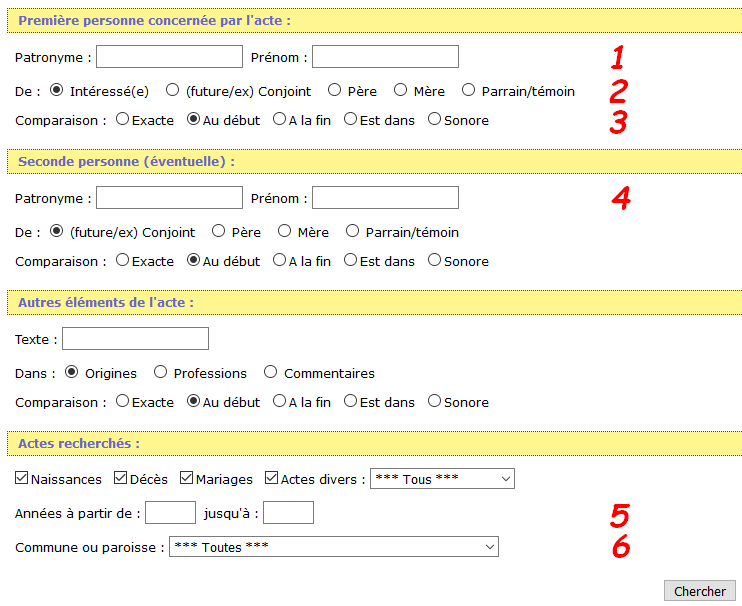 Première personne concernée par l'acte :
Patronyme : Prénom : 1
De : Intéressé(e) (future/ex) Conjoint Père Mère Parrain/témoin 2
Comparaison : Exacte Au début A la fin Est dans Sonore 3
Seconde personne (éventuelle) :
Patronyme : Prénom : 4
De : (future/ex) Conjoint Père Mère Parrain/témoin
Comparaison : Exacte Au début A la fin Est dans Sonore
Autres éléments de l'acte :
Texte :
Dans : Origines Professions Commentaires
Comparaison : Exacte Au début A la fin Est dans Sonore
Actes recherchés :
Naissances Décès Mariages Actes divers : *** Tous ***
Années à partir de : jusqu'à : 5
Commune ou paroisse : *** Toutes *** 6
Chercher